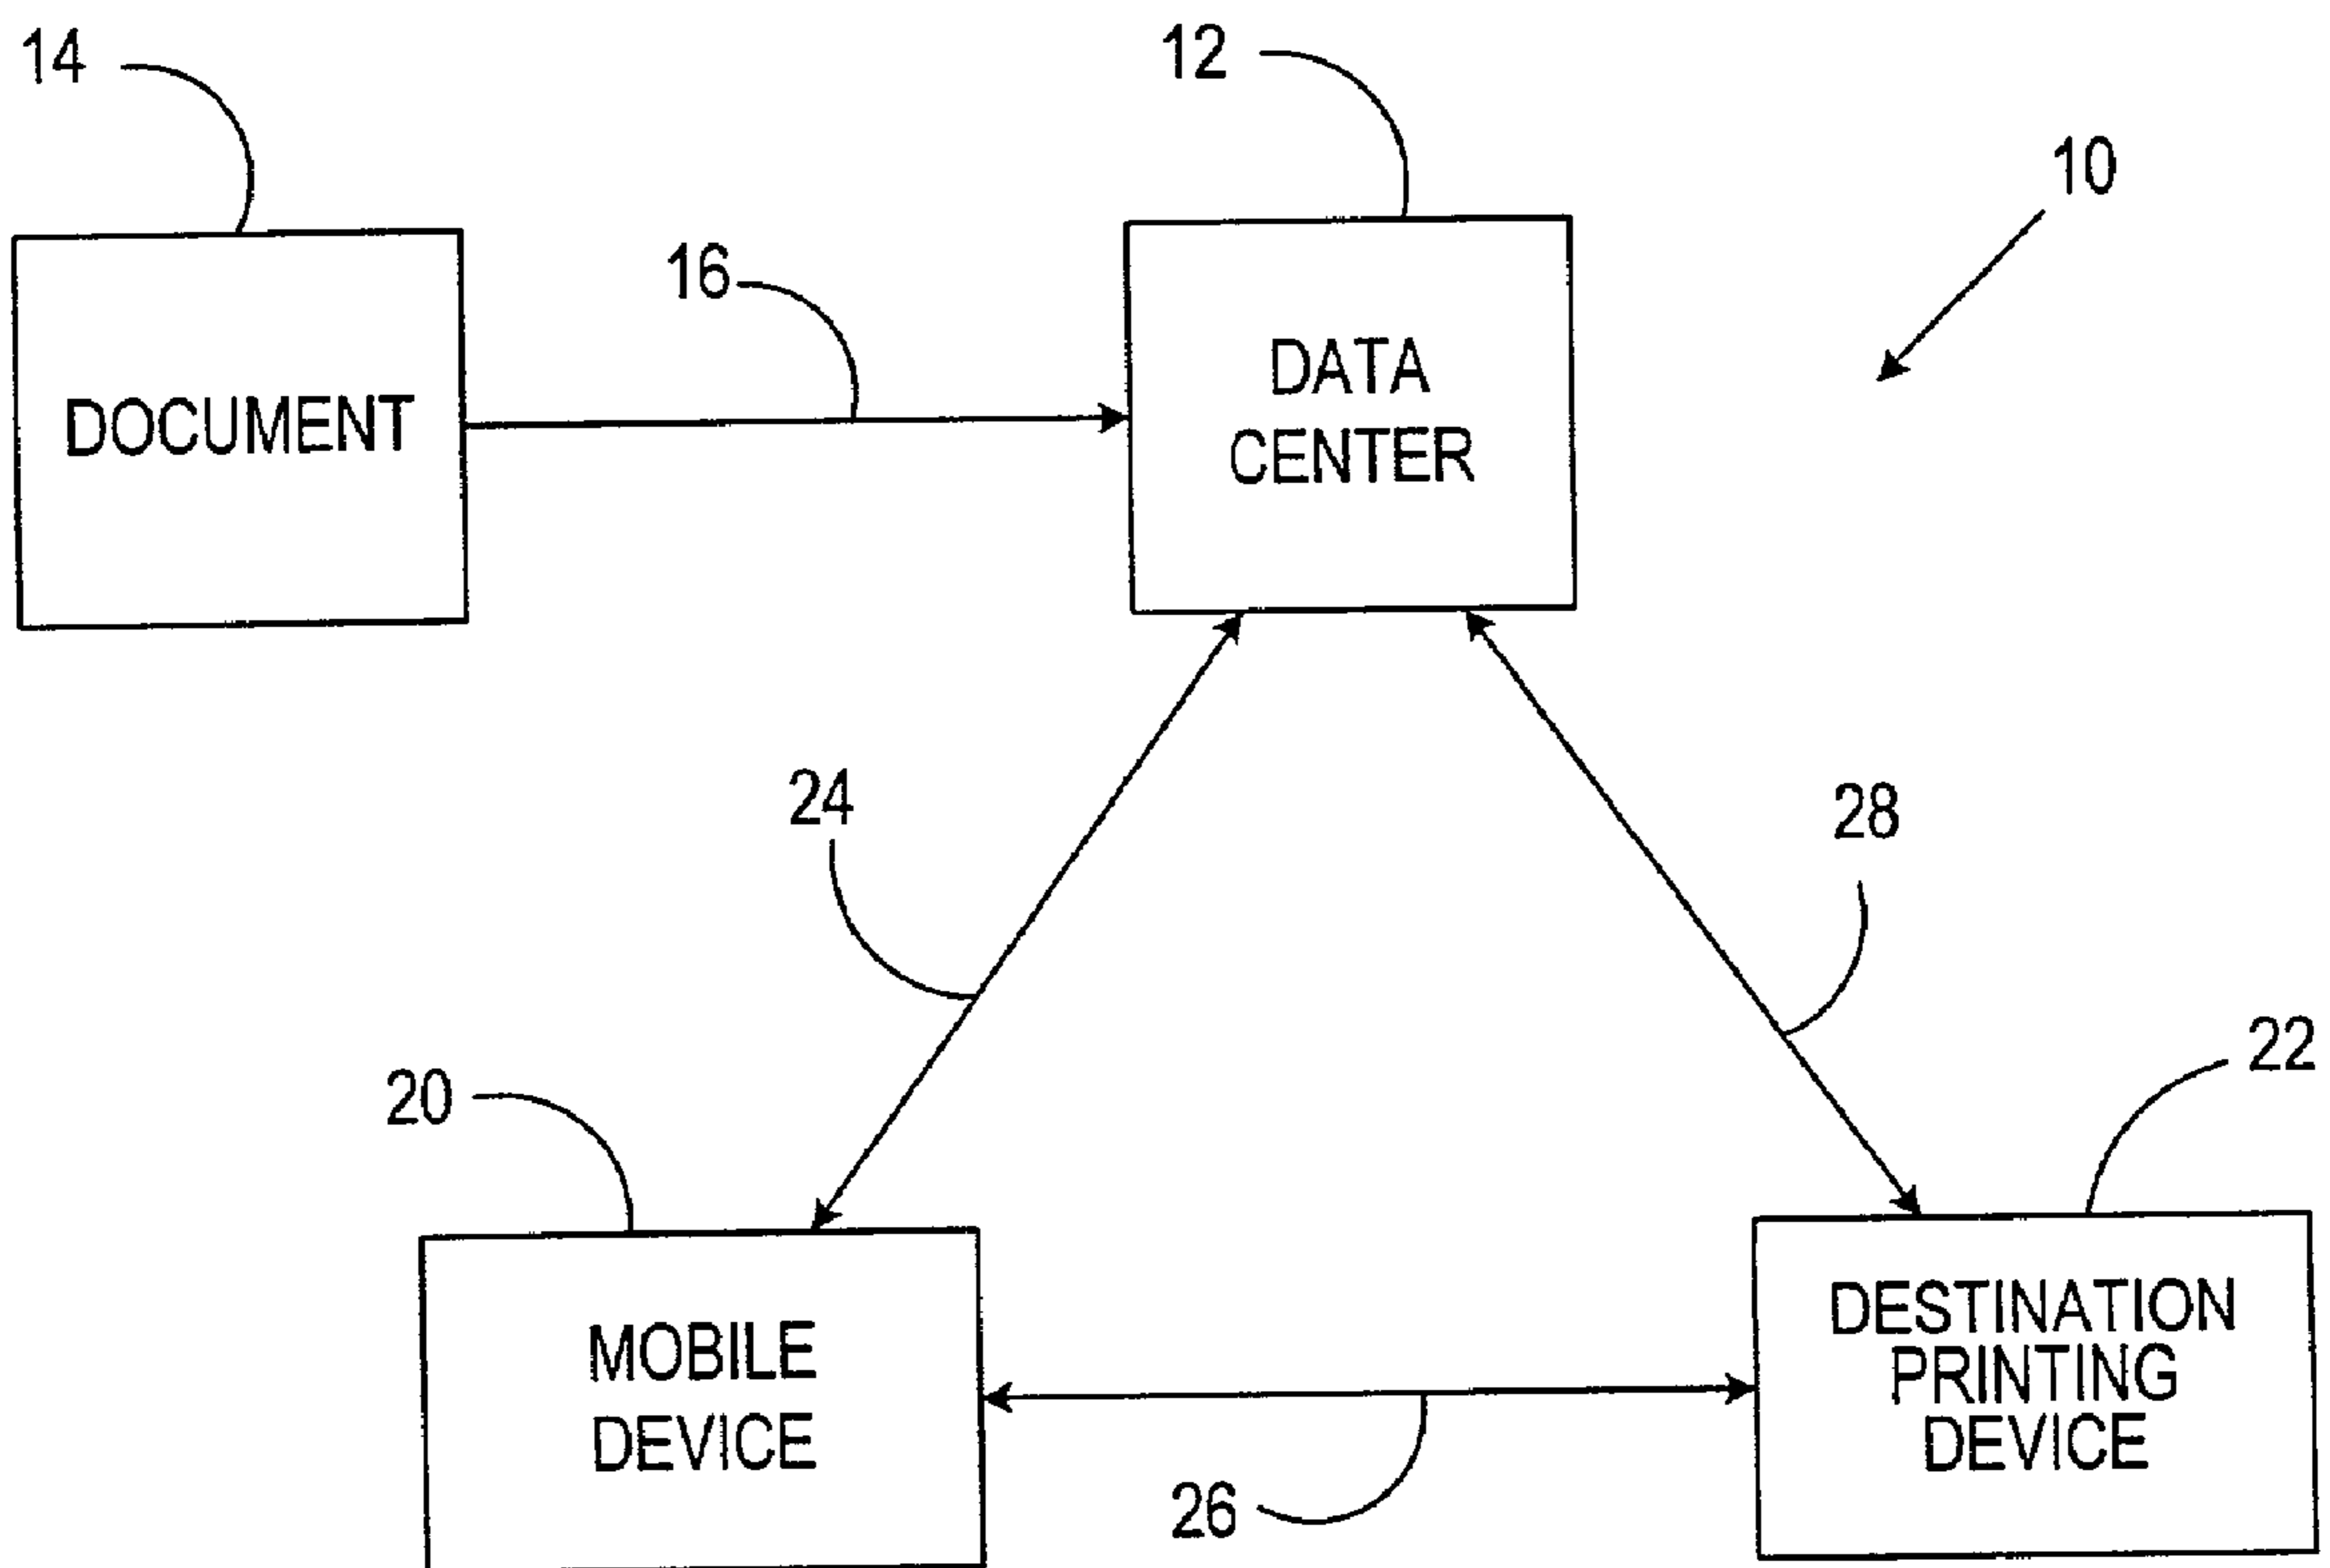 14
12
10
16
DOCUMENT
DATA
CENTER
24
28
20
22
MOBILE
DEVICE
DESTINATION
PRINTING
DEVICE
26